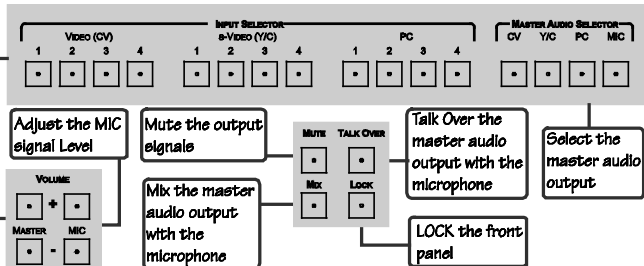 INPUT SELECTOR
MASTER AUDIO SELECTOR
VIDEO (CV)
S-VIDEO (Y/C)
PC
CV Y/C PC MIC
1 2 3 4
1 2 3 4
1 2 3 4
Adjust the MIC
signal Level
Mute the output
signals
MUTE TALK OVER
MIX LOCK
Talk Over the
master audio
output with the
microphone
Select the
master audio
output
VOLUME
+
MASTER MIC
-
Mix the master
audio output
with the
microphone
LOCK the front
panel